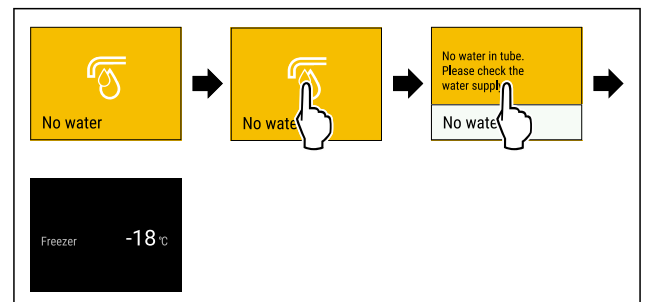 No water
No wate
No water in tube.
Please check the
water suppl
No wate
Freezer -18 °C